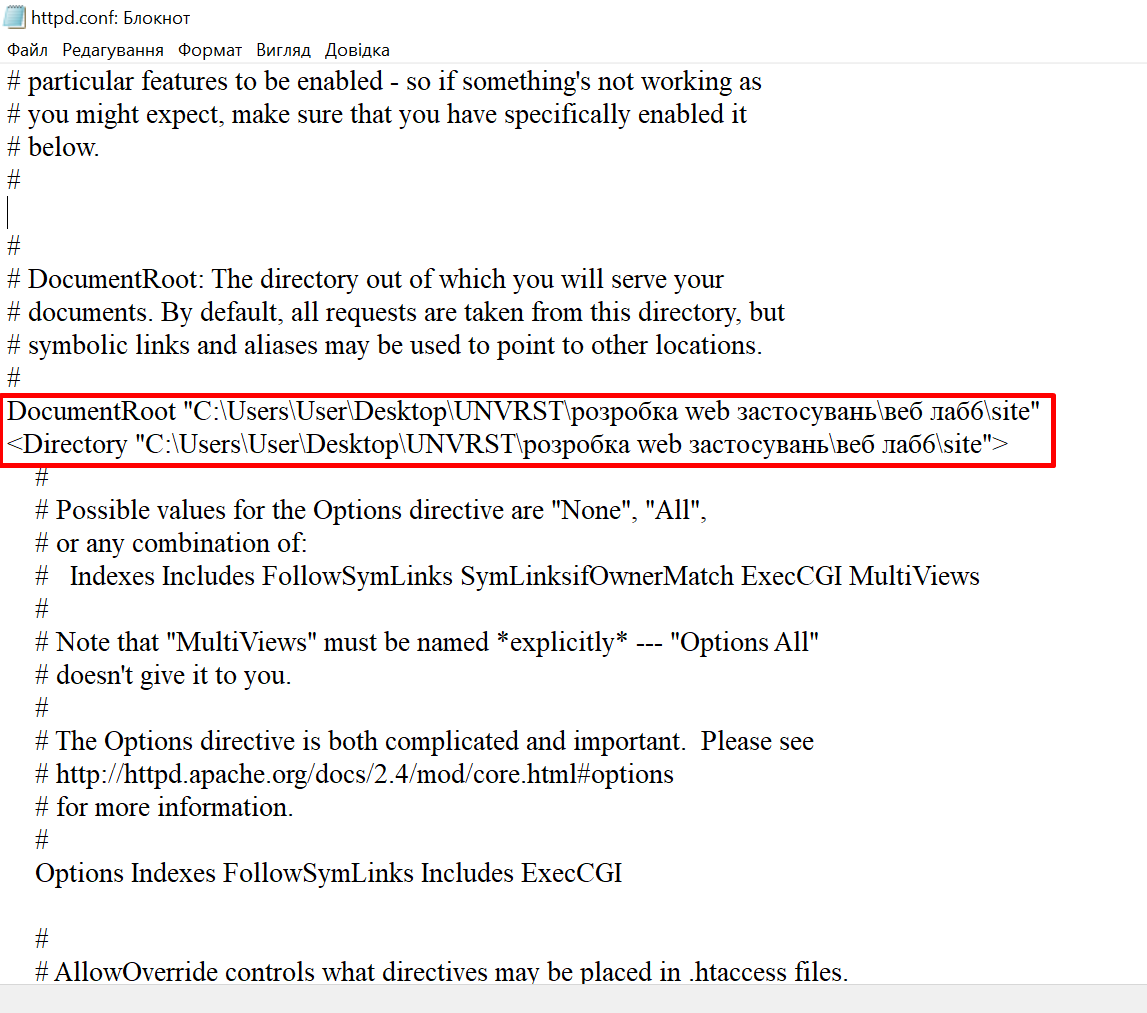 httpd.conf: Блокнот
Файл Редагування Формат Вигляд Довідка
# particular features to be enabled - so if something's not working as
# you might expect, make sure that you have specifically enabled it
# below.
#
#
# DocumentRoot: The directory out of which you will serve your
# documents. By default, all requests are taken from this directory, but
# symbolic links and aliases may be used to point to other locations.
#
DocumentRoot "C:\Users\User\Desktop\UNVRST\розробка web застосувань\веб лаб6\site"
<Directory "C:\Users\User\Desktop\UNVRST\розробка web застосувань\веб лаб6\site">
#
# Possible values for the Options directive are "None", "All",
# or any combination of:
#   Indexes Includes FollowSymLinks SymLinksifOwnerMatch ExecCGI MultiViews
#
# Note that "MultiViews" must be named *explicitly* --- "Options All"
# doesn't give it to you.
#
# The Options directive is both complicated and important.  Please see
# http://httpd.apache.org/docs/2.4/mod/core.html#options
# for more information.
#
Options Indexes FollowSymLinks Includes ExecCGI
#
# AllowOverride controls what directives may be placed in .htaccess files.